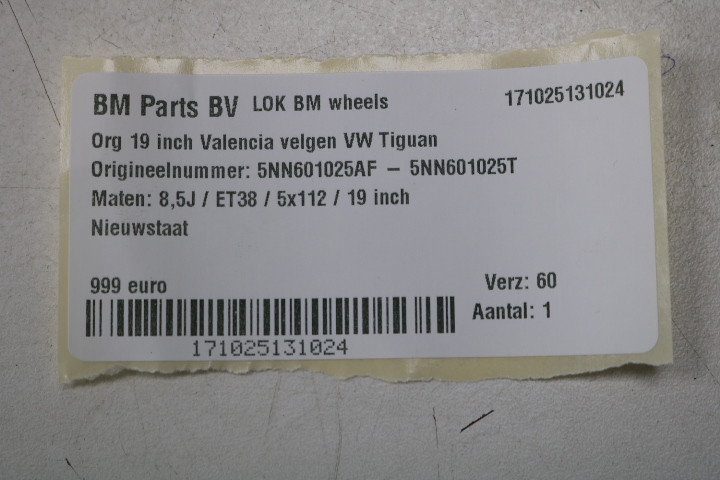 BM Parts BV LOK BM wheels 171025131024
Org 19 inch Valencia velgen VW Tiguan
Origineelnummer: 5NN601025AF – 5NN601025T
Maten: 8,5J / ET38 / 5x112 / 19 inch
Nieuwstaat
999 euro Verz: 60
Aantal: 1
171025131024